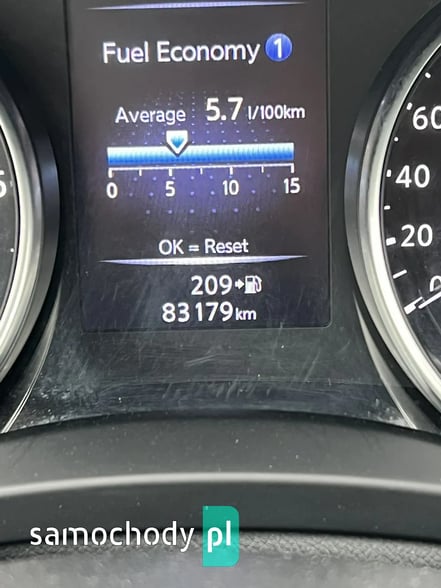 Fuel Economy 1
Average 5.7 l/100km
0 5 10 15
OK = Reset
209
83179 km
60
40
20
0
samochody pl